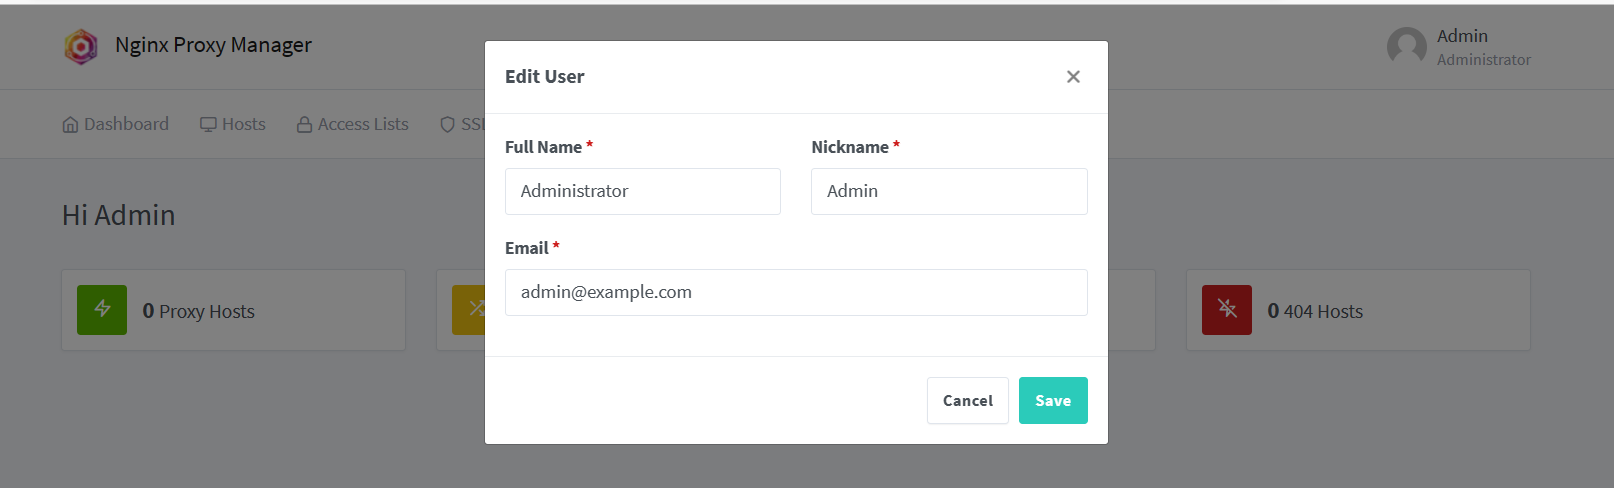 Nginx Proxy Manager
Admin
Administrator
Dashboard Hosts Access Lists SSL
Hi Admin
0 Proxy Hosts
0 404 Hosts
Edit User
×
Full Name *
Nickname *
Administrator
Admin
Email *
admin@example.com
Cancel
Save